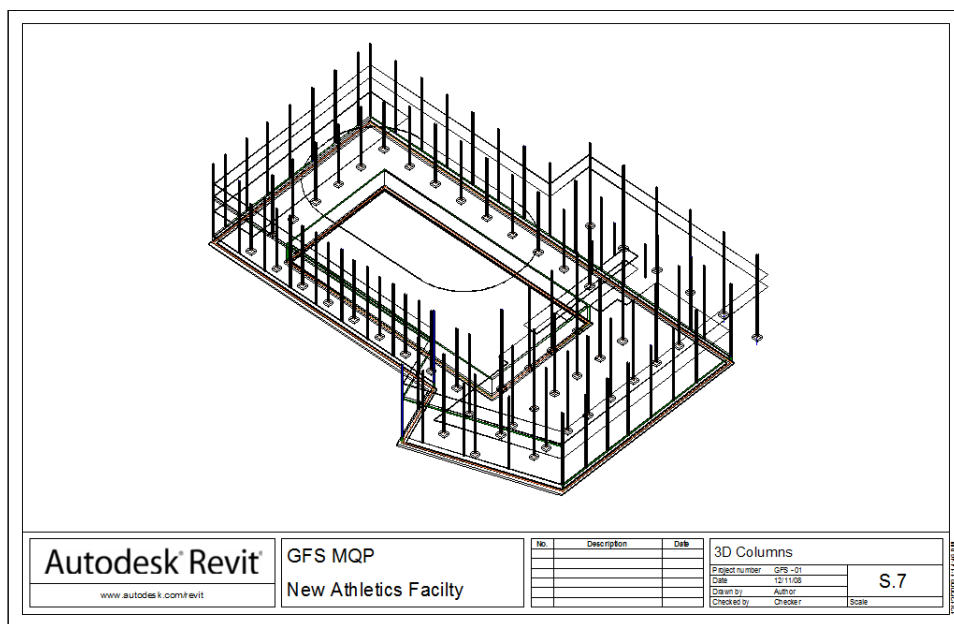 Autodesk® Revit®
www.autodesk.com/revit
GFS MQP
New Athletics Facilty
No. Description Date
3D Columns
Project number GFS - 01
Date 12/11/08
Drawn by Author
Checked by Checker
S.7
Scale